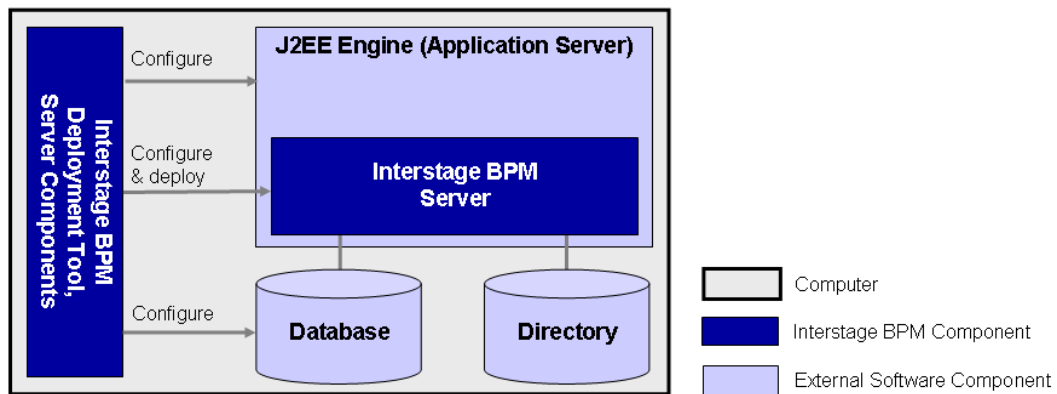 Interstage BPM
Deployment Tool,
Server Components
Configure
J2EE Engine (Application Server)
Configure
& deploy
Interstage BPM
Server
Configure
Database
Directory
Computer
Interstage BPM Component
External Software Component